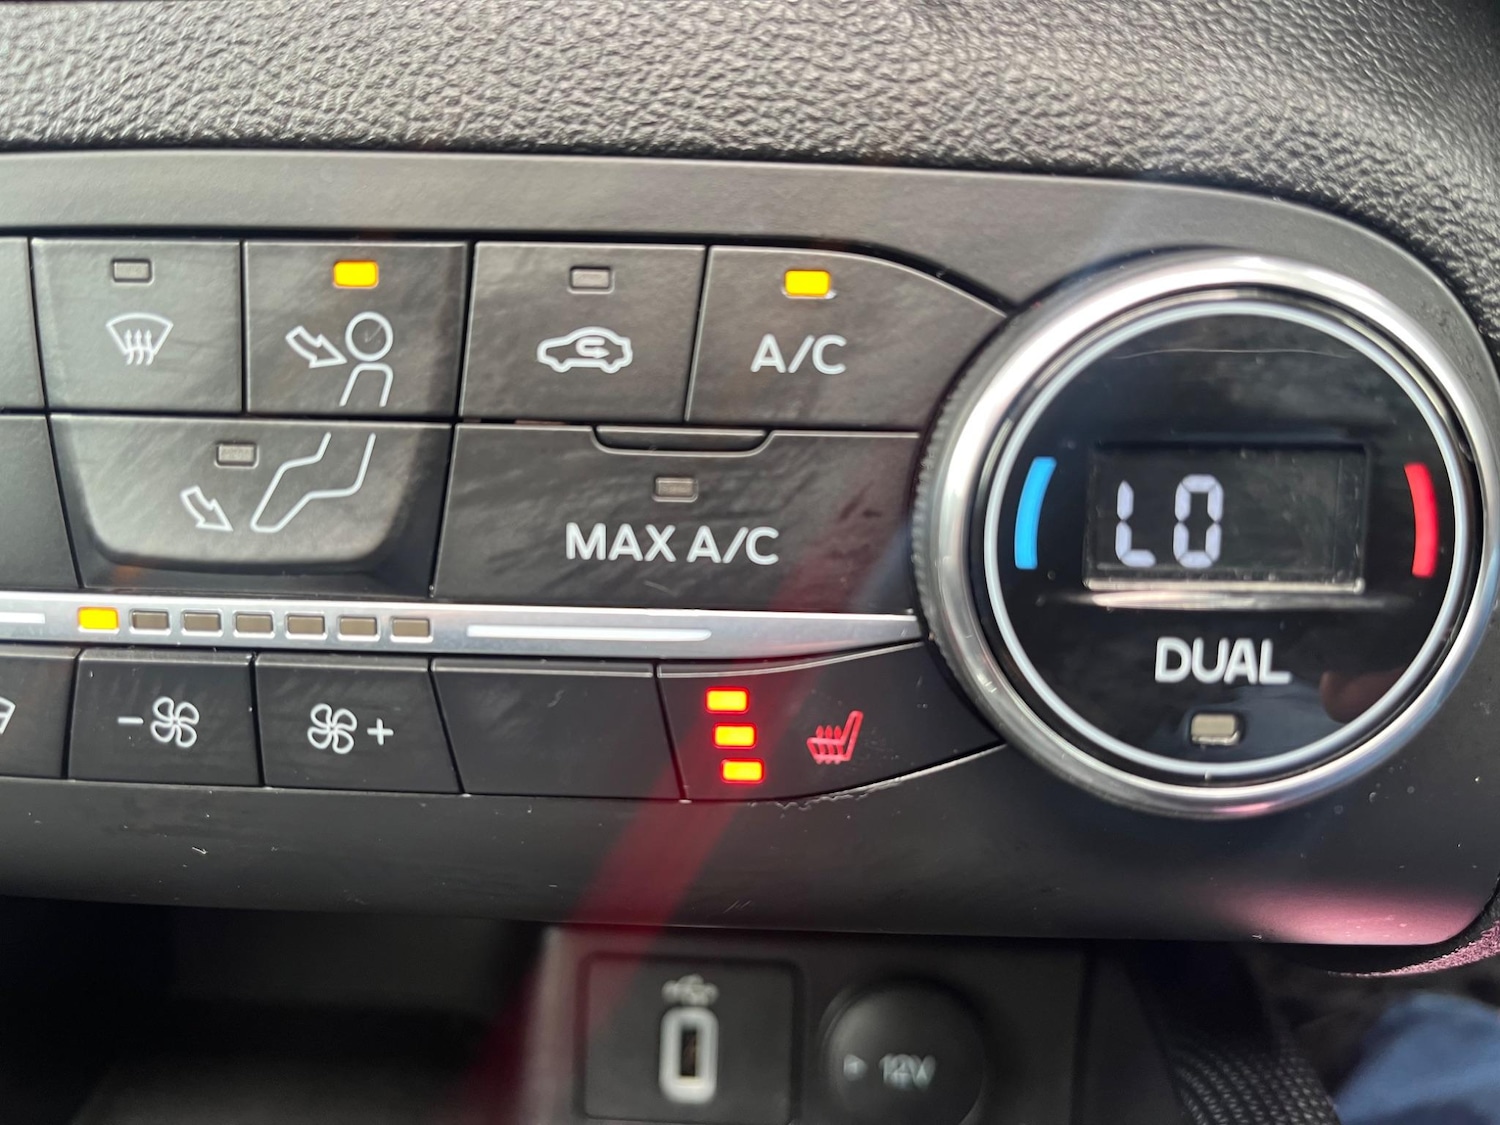 A/C
LO
MAX A/C
DUAL
- +
12V